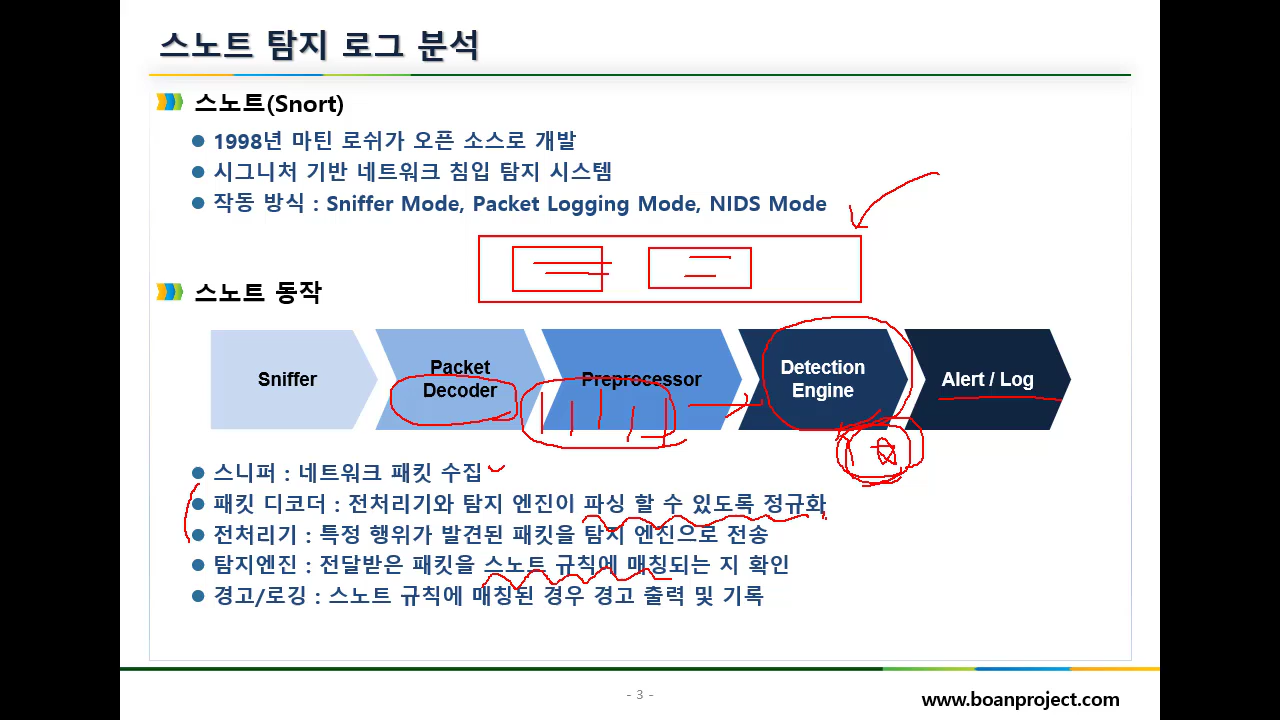 스노트 탐지 로그 분석
스노트(Snort)
1998년 마틴 로쉬가 오픈 소스로 개발
시그니처 기반 네트워크 침입 탐지 시스템
작동 방식 : Sniffer Mode, Packet Logging Mode, NIDS Mode
스노트 동작
Sniffer
Packet
Decoder
Preprocessor
Detection
Engine
Alert / Log
스니퍼 : 네트워크 패킷 수집
패킷 디코더 : 전처리기와 탐지 엔진이 파싱 할 수 있도록 정규화
전처리기 : 특정 행위가 발견된 패킷을 탐지 엔진으로 전송
탐지엔진 : 전달받은 패킷을 스노트 규칙에 매칭되는 지 확인
경고/로깅 : 스노트 규칙에 매칭된 경우 경고 출력 및 기록
- 3 -
www.boanproject.com